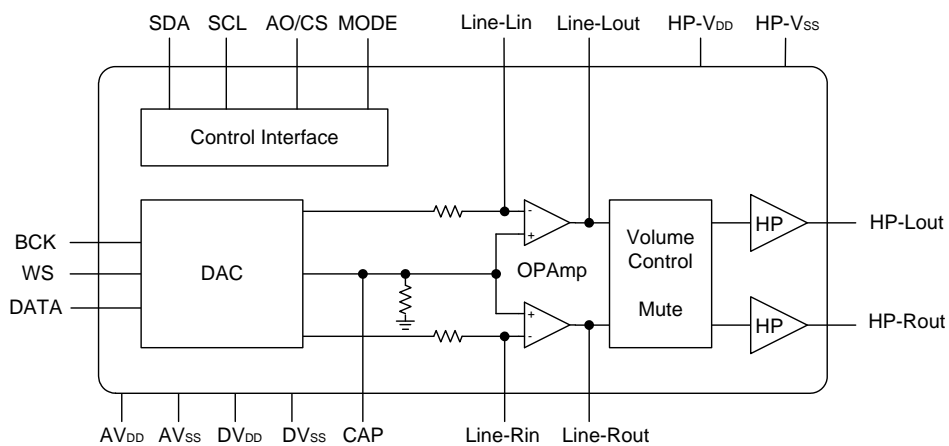 SDA SCL AO/CS MODE Line-Lin Line-Lout HP-VDD HP-VSS
Control Interface
BCK
WS
DATA
DAC
-
+
OPAmp
+
-
Volume
Control
Mute
HP
HP
HP-Lout
HP-Rout
AVDD AVSS DVDD DVSS CAP Line-Rin Line-Rout